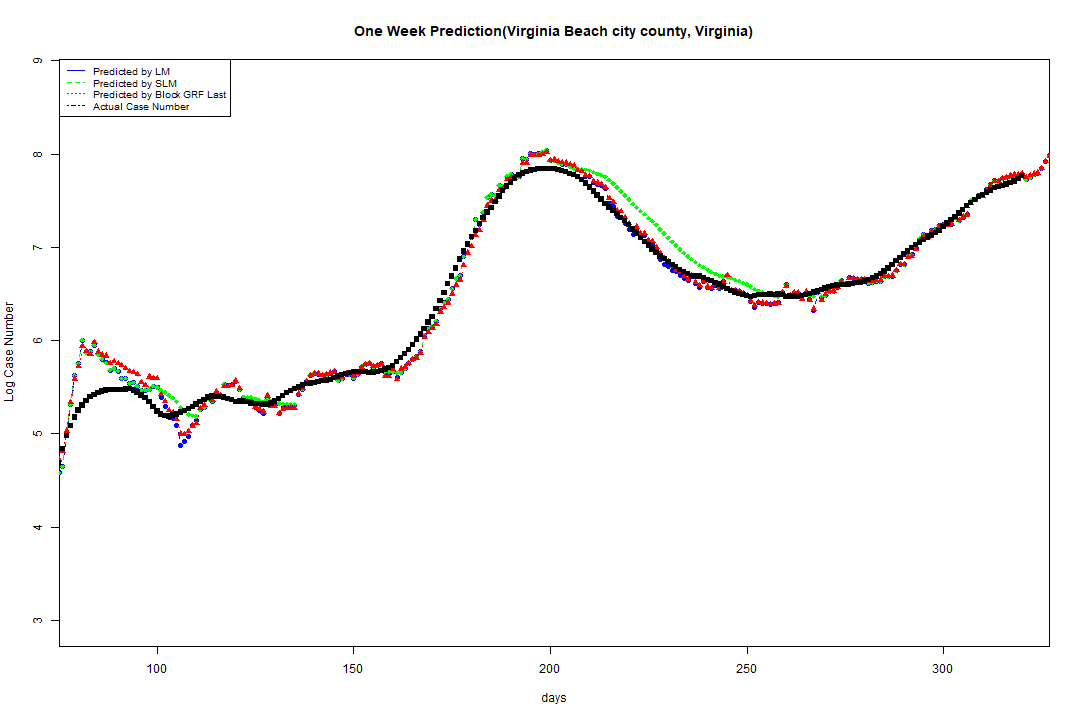 One Week Prediction(Virginia Beach city county, Virginia)
Predicted by LM
Predicted by SLM
Predicted by Block GRF Last
Actual Case Number
Log Case Number
9
8
7
6
5
4
3
100 150 200 250 300
days